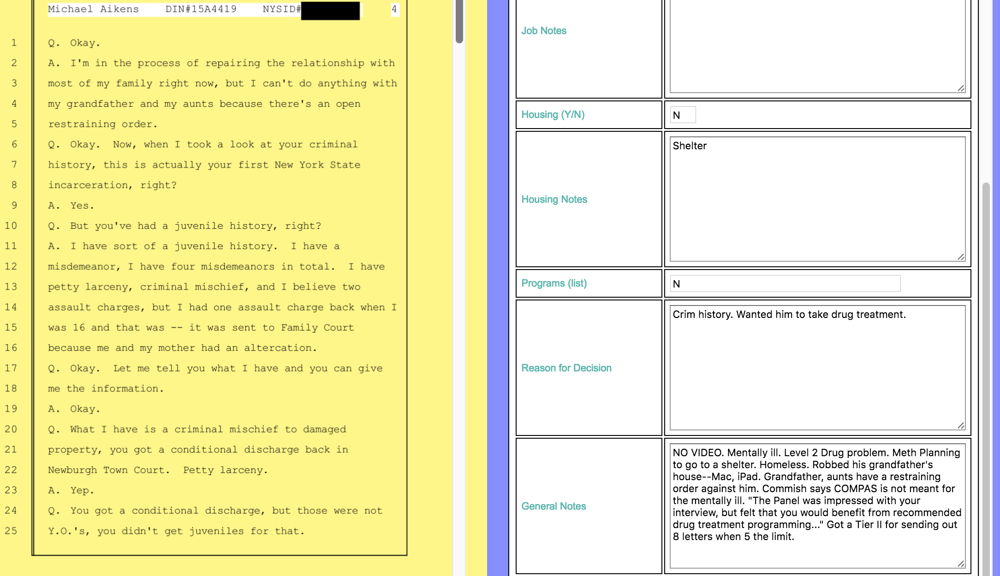 Michael Aikens DIN#15A4419 NYSID# 4
1 Q. Okay.
2 A. I'm in the process of repairing the relationship with
3 most of my family right now, but I can't do anything with
4 my grandfather and my aunts because there's an open
5 restraining order.
6 Q. Okay. Now, when I took a look at your criminal
7 history, this is actually your first New York State
8 incarceration, right?
9 A. Yes.
10 Q. But you've had a juvenile history, right?
11 A. I have sort of a juvenile history. I have a
12 misdemeanor, I have four misdemeanors in total. I have
13 petty larceny, criminal mischief, and I believe two
14 assault charges, but I had one assault charge back when I
15 was 16 and that was -- it was sent to Family Court
16 because me and my mother had an altercation.
17 Q. Okay. Let me tell you what I have and you can give
18 me the information.
19 A. Okay.
20 Q. What I have is a criminal mischief to damaged
21 property, you got a conditional discharge back in
22 Newburgh Town Court. Petty larceny.
23 A. Yep.
24 Q. You got a conditional discharge, but those were not
25 Y.O.'s, you didn't get juveniles for that.
Job Notes
Housing (Y/N) N
Housing Notes
Shelter
Programs (list) N
Reason for Decision
Crim history. Wanted him to take drug treatment.
General Notes
NO VIDEO. Mentally ill. Level 2 Drug problem. Meth Planning
to go to a shelter. Homeless. Robbed his grandfather's
house--Mac, iPad. Grandfather, aunts have a restraining
order against him. Commish says COMPAS is not meant for
the mentally ill. "The Panel was impressed with your
interview, but felt that you would benefit from recommended
drug treatment programming..." Got a Tier II for sending out
8 letters when 5 the limit.